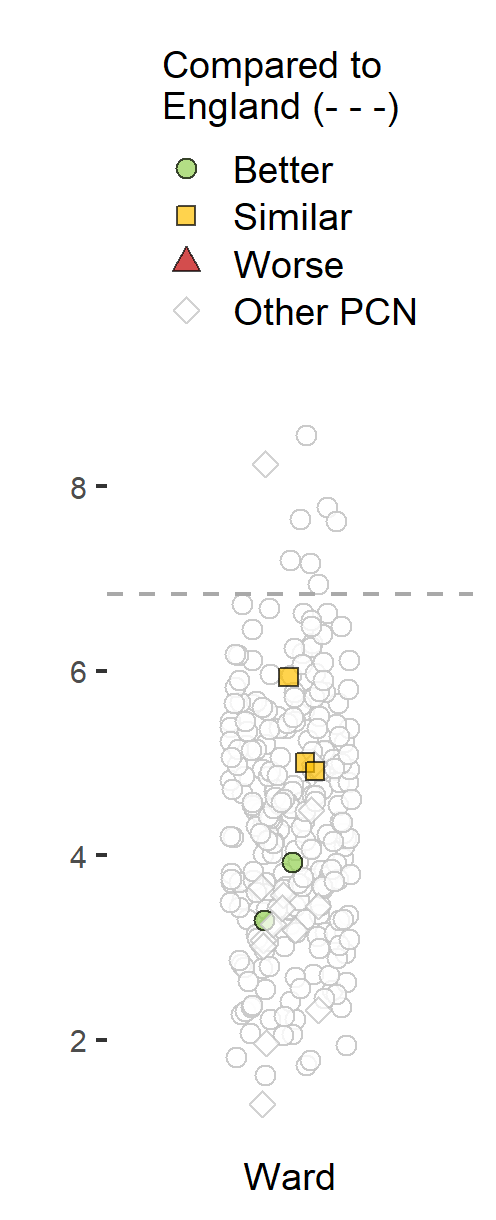 Compared to
England (- - -)
Better
Similar
Worse
Other PCN
8
6
4
2
Ward